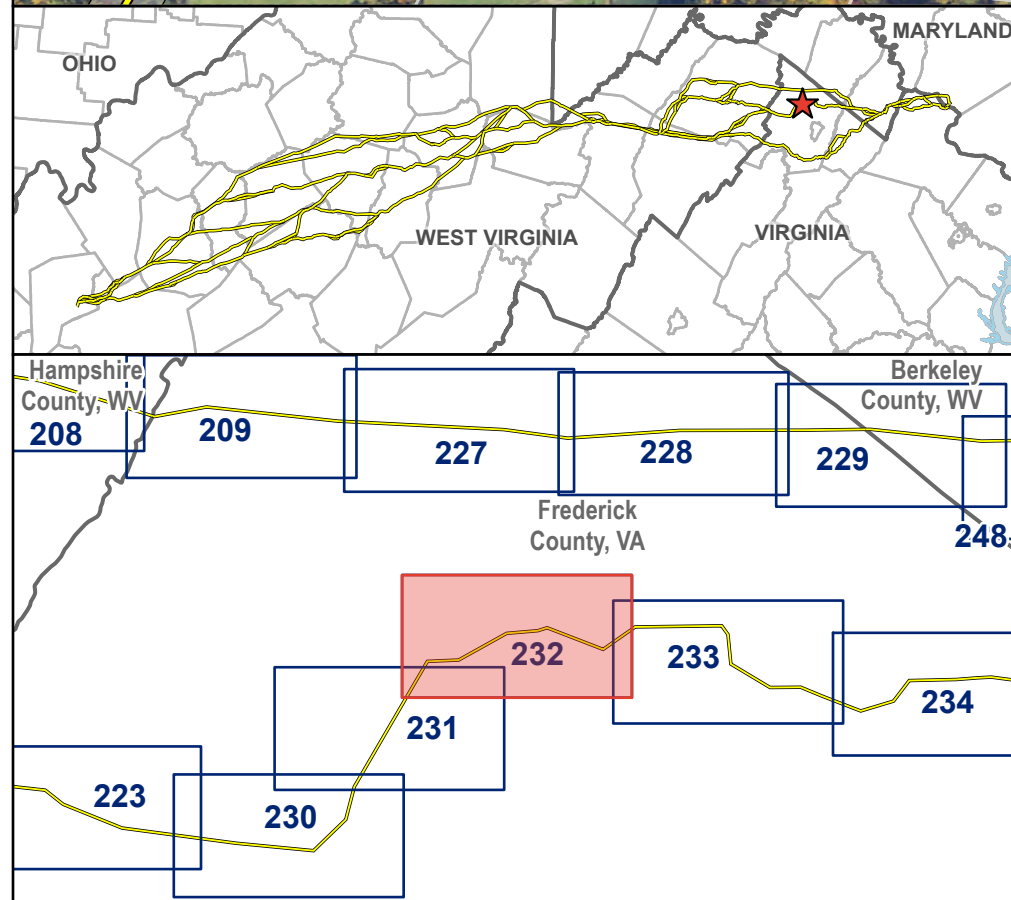 OHIO
MARYLAND
WEST VIRGINIA
VIRGINIA
Hampshire
County, WV
208
209
227
228
229
Berkeley
County, WV
248
Frederick
County, VA
232
233
234
231
223
230